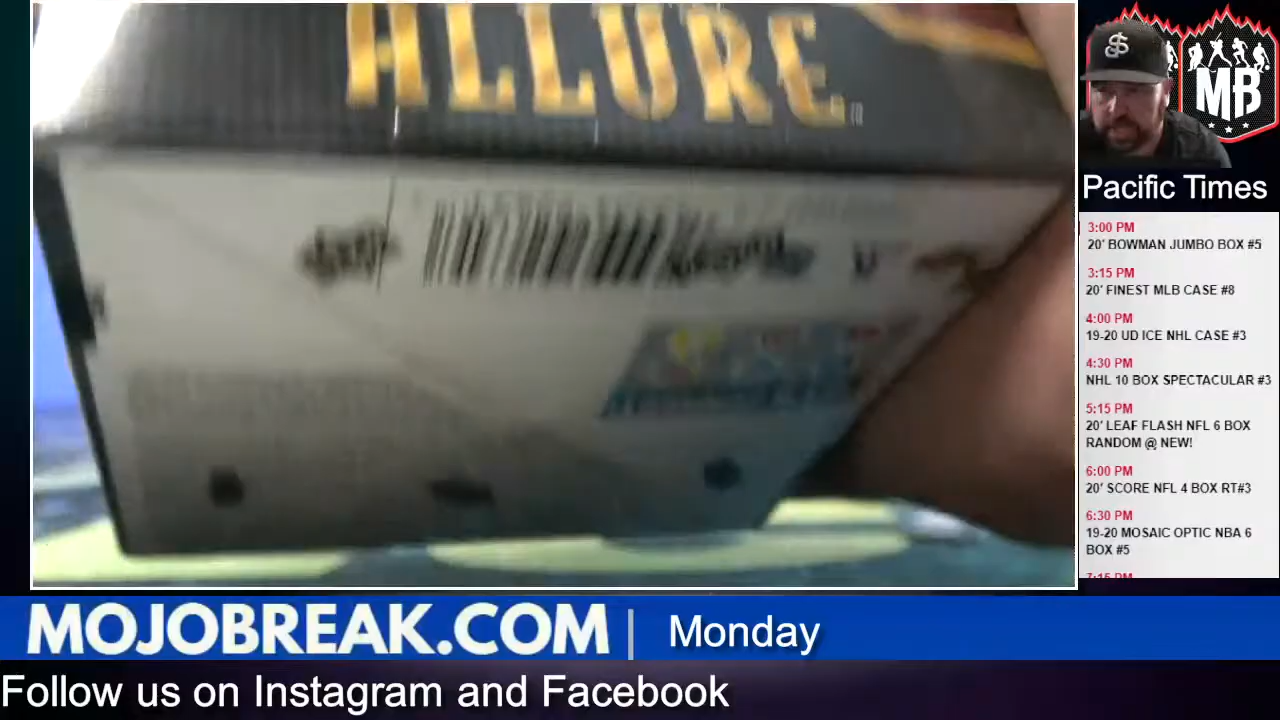 ALLURE
MB
Pacific Times
3:00 PM
20' BOWMAN JUMBO BOX #5
3:15 PM
20' FINEST MLB CASE #8
4:00 PM
19-20 UD ICE NHL CASE #3
4:30 PM
NHL 10 BOX SPECTACULAR #3
5:15 PM
20' LEAF FLASH NFL 6 BOX
RANDOM @ NEW!
6:00 PM
20' SCORE NFL 4 BOX RT#3
6:30 PM
19-20 MOSAIC OPTIC NBA 6
BOX #5
MOJOBREAK.COM | Monday
Follow us on Instagram and Facebook